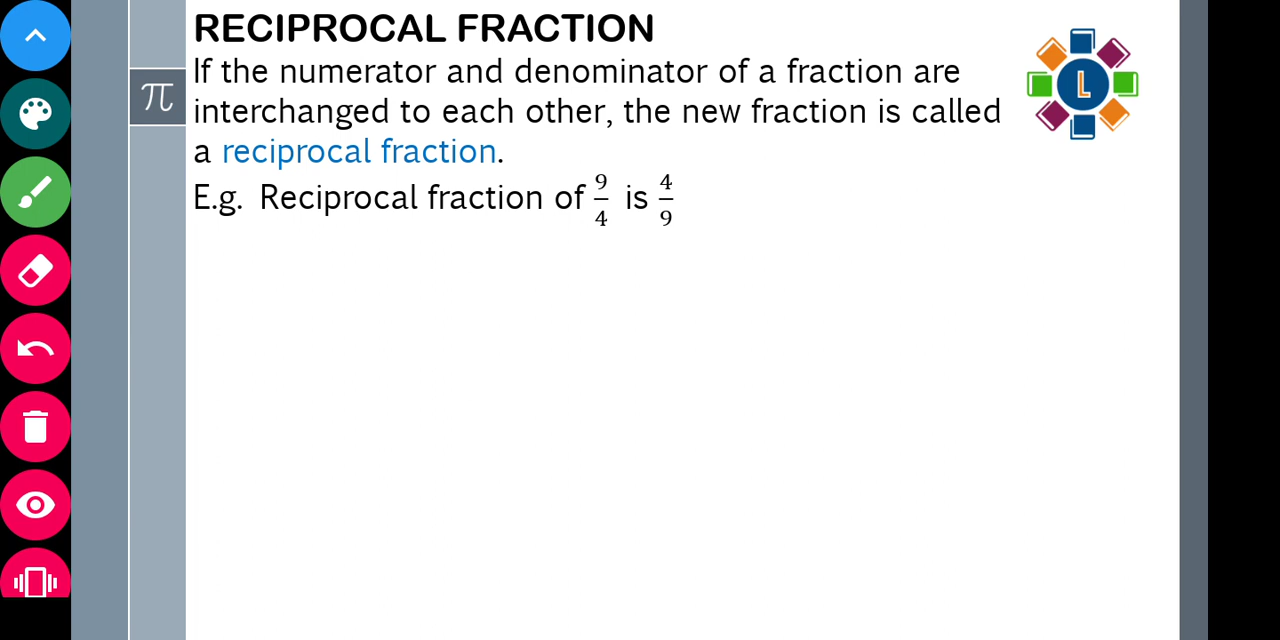 RECIPROCAL FRACTION
If the numerator and denominator of a fraction are
interchanged to each other, the new fraction is called
a reciprocal fraction.
E.g. Reciprocal fraction of 9/4 is 4/9
π
L